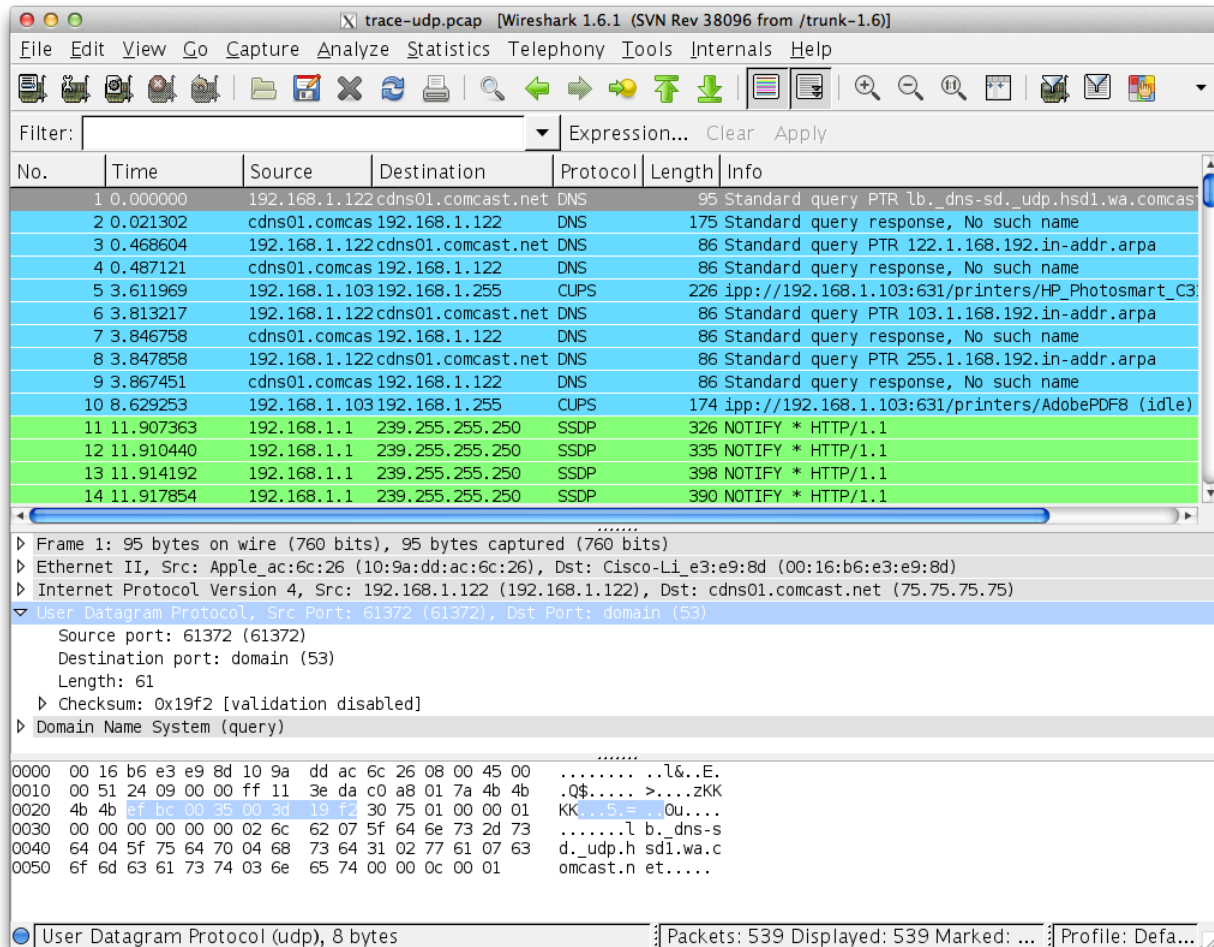 trace-udp.pcap [Wireshark 1.6.1 (SVN Rev 38096 from /trunk-1.6)]
File Edit View Go Capture Analyze Statistics Telephony Tools Internals Help
Filter: Expression... Clear Apply
No. Time Source Destination Protocol Length Info
1 0.000000 192.168.1.122 cdns01.comcast.net DNS 95 Standard query PTR lb._dns-sd._udp.hsd1.wa.comcast
2 0.021302 cdns01.comcas 192.168.1.122 DNS 175 Standard query response, No such name
3 0.468604 192.168.1.122 cdns01.comcast.net DNS 86 Standard query PTR 122.1.168.192.in-addr.arpa
4 0.487121 cdns01.comcas 192.168.1.122 DNS 86 Standard query response, No such name
5 3.611969 192.168.1.103 192.168.1.255 CUPS 226 ipp://192.168.1.103:631/printers/HP_Photosmart_C3
6 3.813217 192.168.1.122 cdns01.comcast.net DNS 86 Standard query PTR 103.1.168.192.in-addr.arpa
7 3.846758 cdns01.comcas 192.168.1.122 DNS 86 Standard query response, No such name
8 3.847858 192.168.1.122 cdns01.comcast.net DNS 86 Standard query PTR 255.1.168.192.in-addr.arpa
9 3.867451 cdns01.comcas 192.168.1.122 DNS 86 Standard query response, No such name
10 8.629253 192.168.1.103 192.168.1.255 CUPS 174 ipp://192.168.1.103:631/printers/AdobePDF8 (idle)
11 11.907363 192.168.1.1 239.255.255.250 SSDP 326 NOTIFY * HTTP/1.1
12 11.910440 192.168.1.1 239.255.255.250 SSDP 335 NOTIFY * HTTP/1.1
13 11.914192 192.168.1.1 239.255.255.250 SSDP 398 NOTIFY * HTTP/1.1
14 11.917854 192.168.1.1 239.255.255.250 SSDP 390 NOTIFY * HTTP/1.1
Frame 1: 95 bytes on wire (760 bits), 95 bytes captured (760 bits)
Ethernet II, Src: Apple_ac:6c:26 (10:9a:dd:ac:6c:26), Dst: Cisco-Li_e3:e9:8d (00:16:b6:e3:e9:8d)
Internet Protocol Version 4, Src: 192.168.1.122 (192.168.1.122), Dst: cdns01.comcast.net (75.75.75.75)
User Datagram Protocol, Src Port: 61372 (61372), Dst Port: domain (53)
Source port: 61372 (61372)
Destination port: domain (53)
Length: 61
Checksum: 0x19f2 [validation disabled]
Domain Name System (query)
0000 00 16 b6 e3 e9 8d 10 9a dd ac 6c 26 08 00 45 00 ........ ..l&..E.
0010 00 51 24 09 00 00 ff 11 3e da c0 a8 01 7a 4b 4b .Q$..... >....zKK
0020 4b 4b ef bc 00 35 00 3d 19 f2 30 75 01 00 00 01 KK...5.= ..0u....
0030 00 00 00 00 00 00 02 6c 62 07 5f 64 6e 73 2d 73 .......l b._dns-s
0040 64 04 5f 75 64 70 04 68 73 64 31 02 77 61 07 63 d._udp.h sd1.wa.c
0050 6f 6d 63 61 73 74 03 6e 65 74 00 00 0c 00 01 omcast.n et.....
User Datagram Protocol (udp), 8 bytes Packets: 539 Displayed: 539 Marked: ... Profile: Defa...